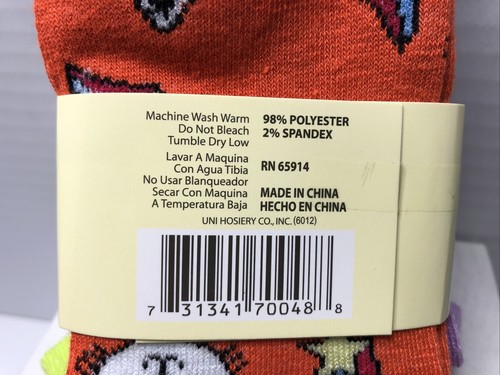 Machine Wash Warm
Do Not Bleach
Tumble Dry Low
Lavar A Maquina
Con Agua Tibia
No Usar Blanqueador
Secar Con Maquina
A Temperatura Baja
98% POLYESTER
2% SPANDEX
RN 65914
MADE IN CHINA
HECHO EN CHINA
UNI HOSIERY CO., INC. (6012)
7 31341 70048 8